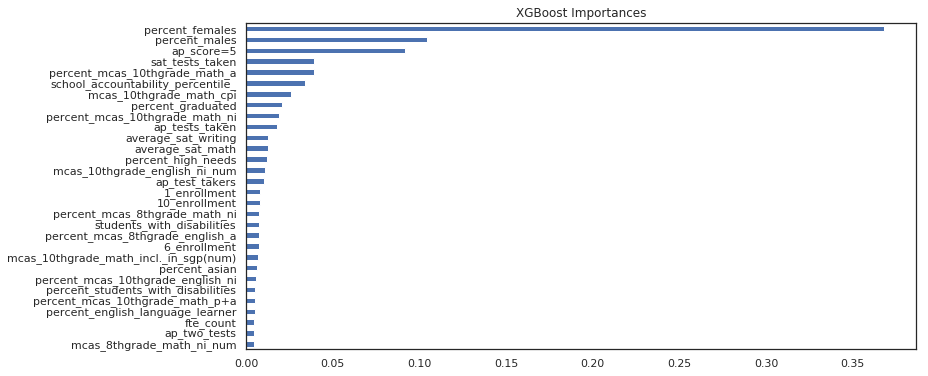 XGBoost Importances
percent_females
percent_males
ap_score=5
sat_tests_taken
percent_mcas_10thgrade_math_a
school_accountability_percentile_
mcas_10thgrade_math_cpi
percent_graduated
percent_mcas_10thgrade_math_ni
ap_tests_taken
average_sat_writing
average_sat_math
percent_high_needs
mcas_10thgrade_english_ni_num
ap_test_takers
1_enrollment
10_enrollment
percent_mcas_8thgrade_math_ni
students_with_disabilities
percent_mcas_8thgrade_english_a
6_enrollment
mcas_10thgrade_math_incl._in_sgp(num)
percent_asian
percent_mcas_10thgrade_english_ni
percent_students_with_disabilities
percent_mcas_10thgrade_math_p+a
percent_english_language_learner
fte_count
ap_two_tests
mcas_8thgrade_math_ni_num
0.00 0.05 0.10 0.15 0.20 0.25 0.30 0.35